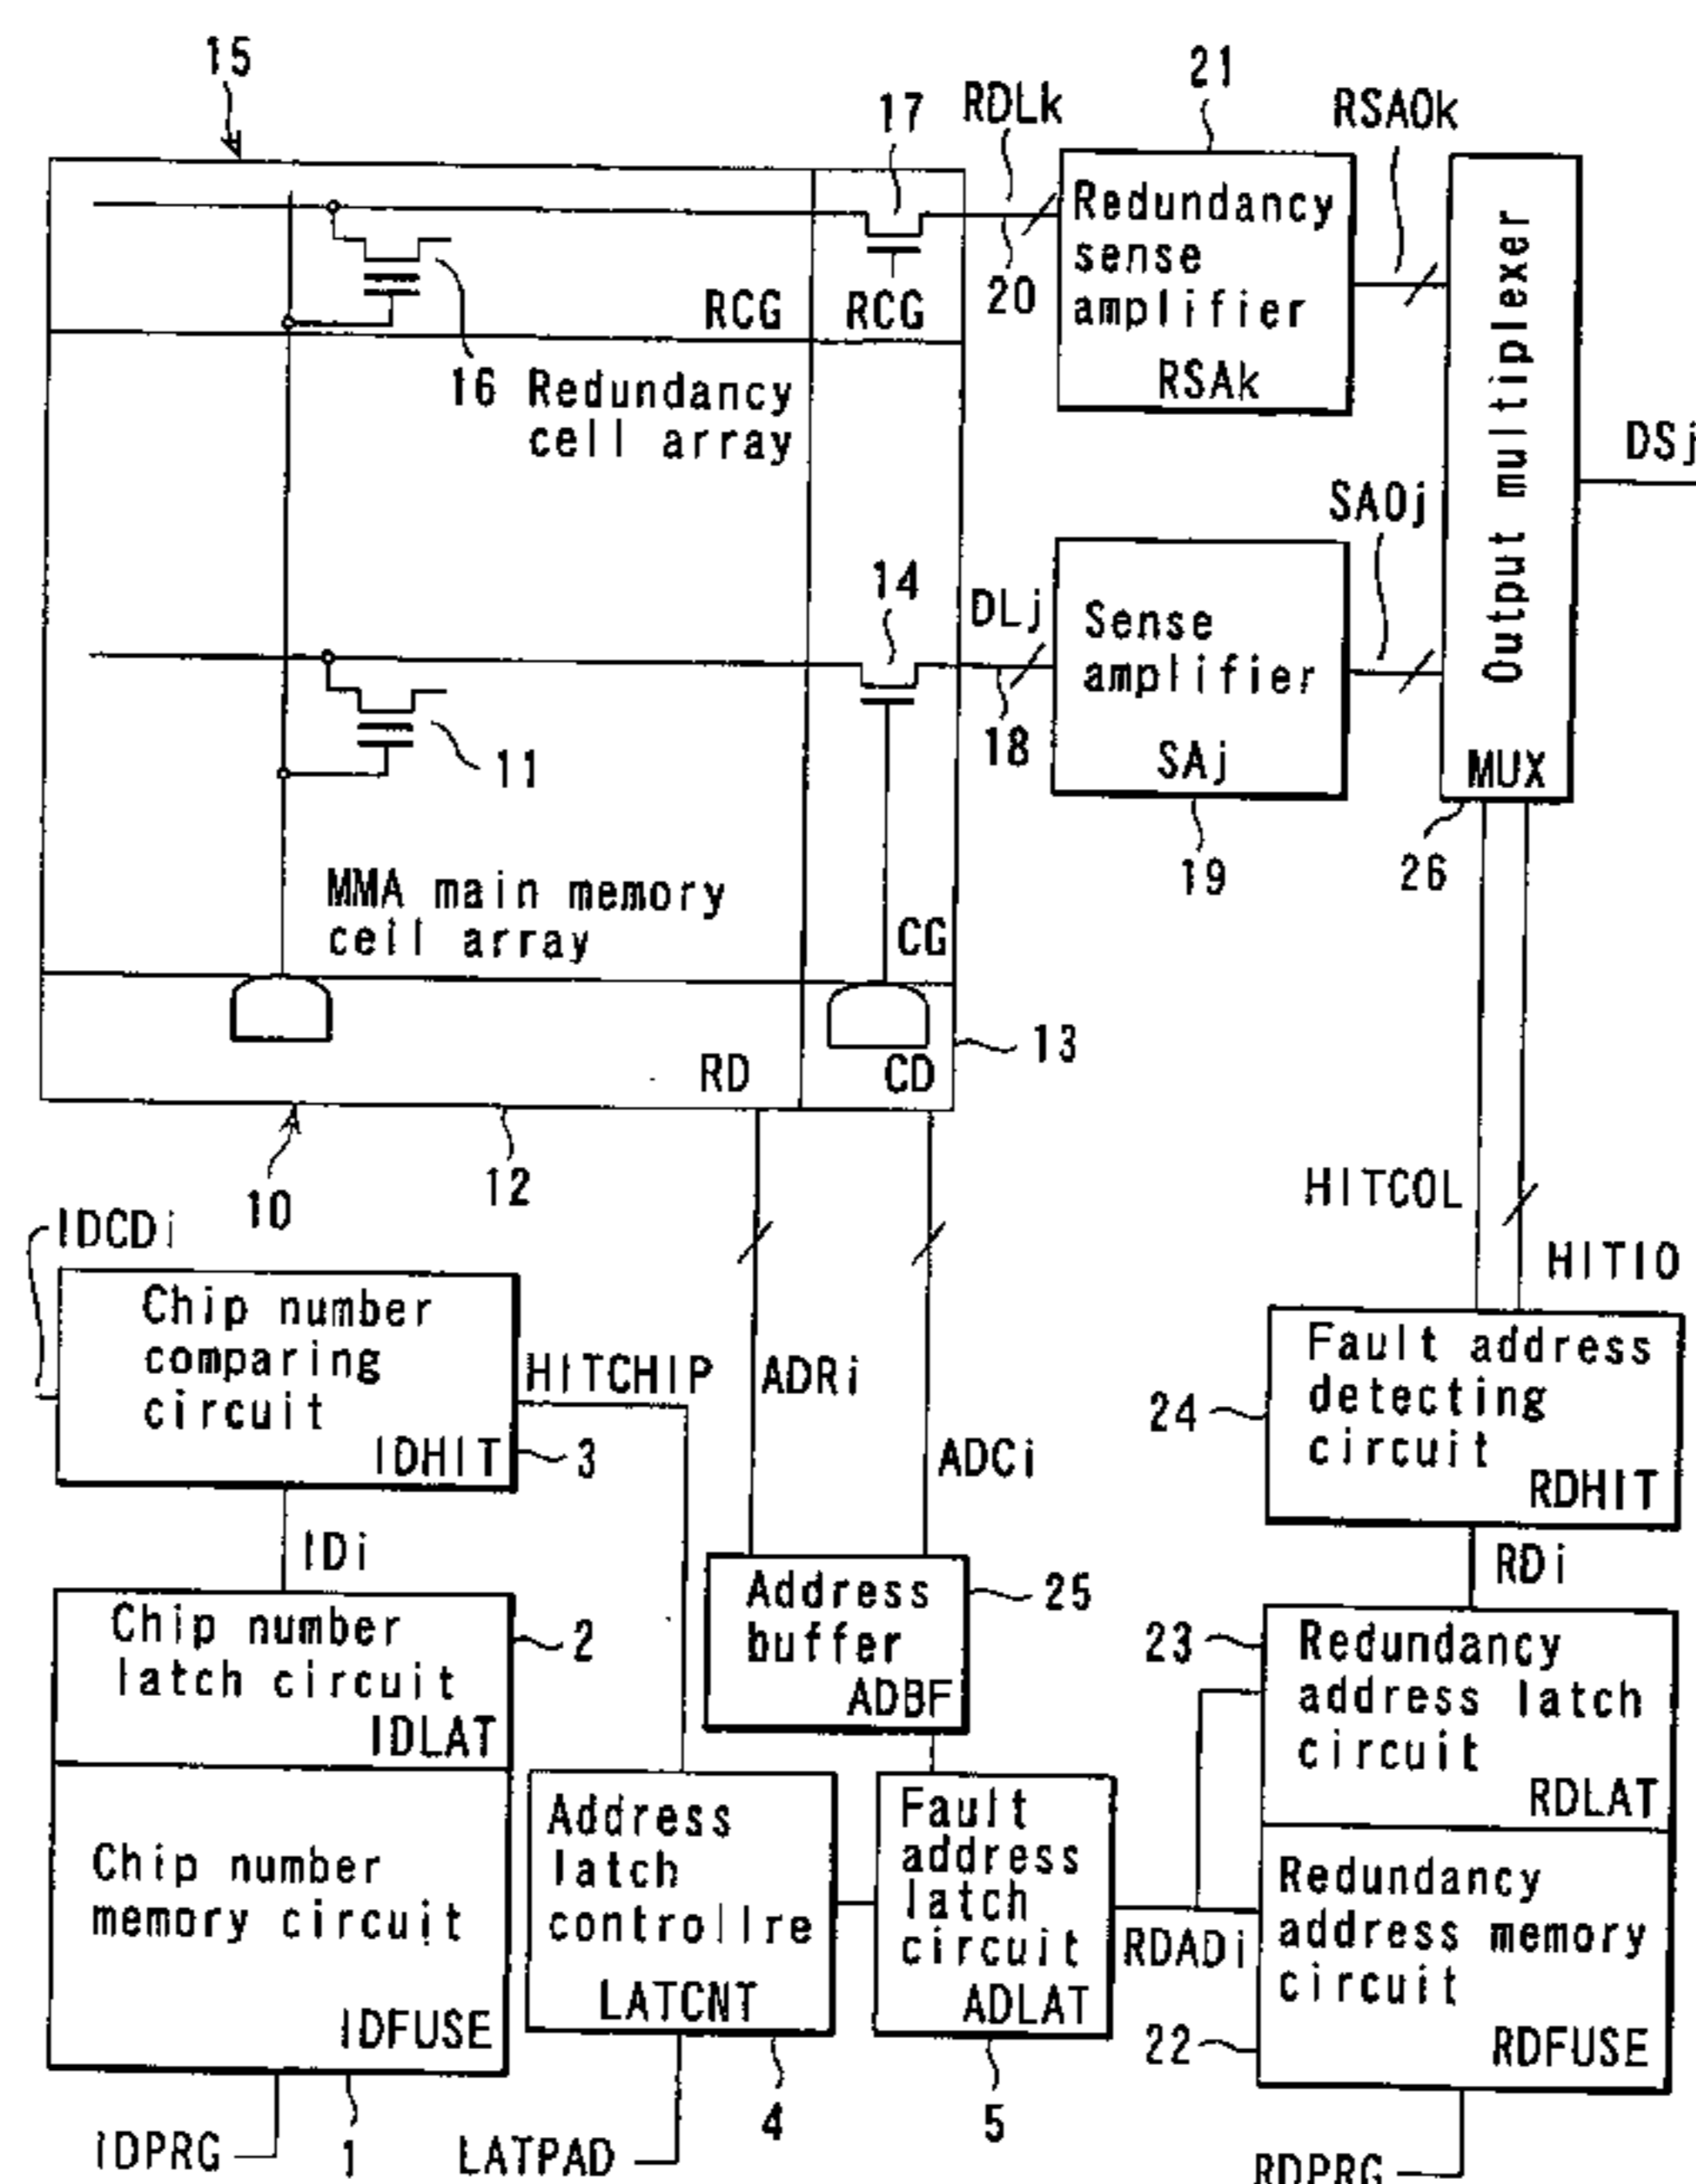 15
17
RDLk
21
RSAOk
Redundancy
sense
amplifier
RSAk
20
RCG
RCG
16 Redundancy
cell array
Output multiplexer
MUX
DSj
SAOj
14
DLj
Sense
amplifier
SAj
18
11
19
26
MMA main memory
cell array
CG
RD
CD
13
10
12
HITCOL
HITIO
IDCDi
Chip number
comparing
circuit
IDHIT
3
HITCHIP
ADRi
ADCi
24
Fault address
detecting
circuit
RDHIT
IDi
RDi
Chip number
latch circuit
IDLAT
2
Address
buffer
ADBF
25
23
Redundancy
address latch
circuit
RDLAT
Chip number
memory circuit
IDFUSE
Address
latch
controllre
LATCNT
Fault
address
latch
circuit
ADLAT
RDADi
Redundancy
address memory
circuit
RDFUSE
22
IDPRG
1
LATPAD
4
5
RDPRG